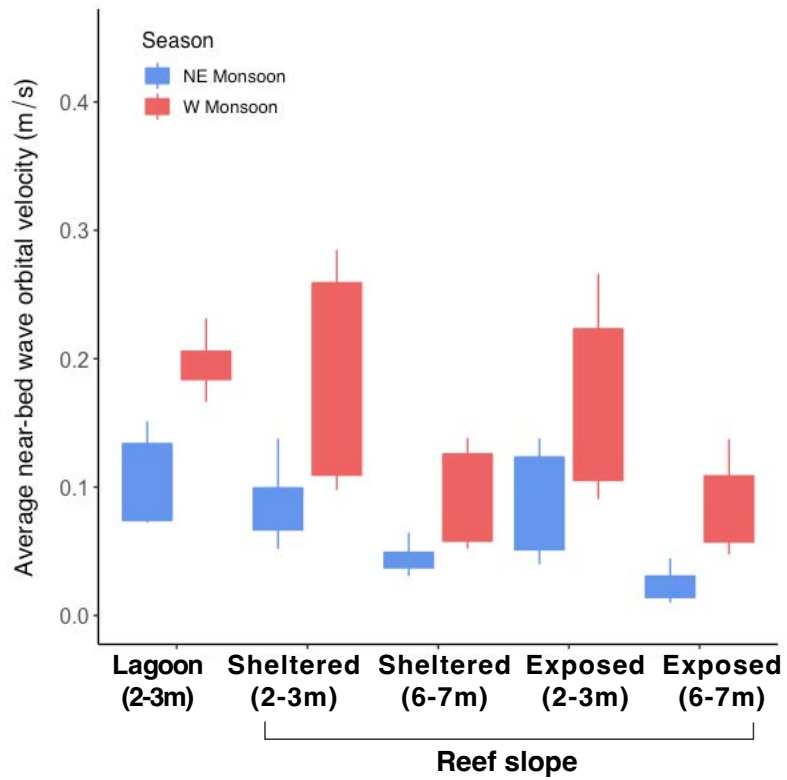 Season
NE Monsoon
W Monsoon
Average near-bed wave orbital velocity (m/s)
0.4
0.3
0.2
0.1
0.0
Lagoon Sheltered Sheltered Exposed Exposed
(2-3m) (2-3m) (6-7m) (2-3m) (6-7m)
Reef slope